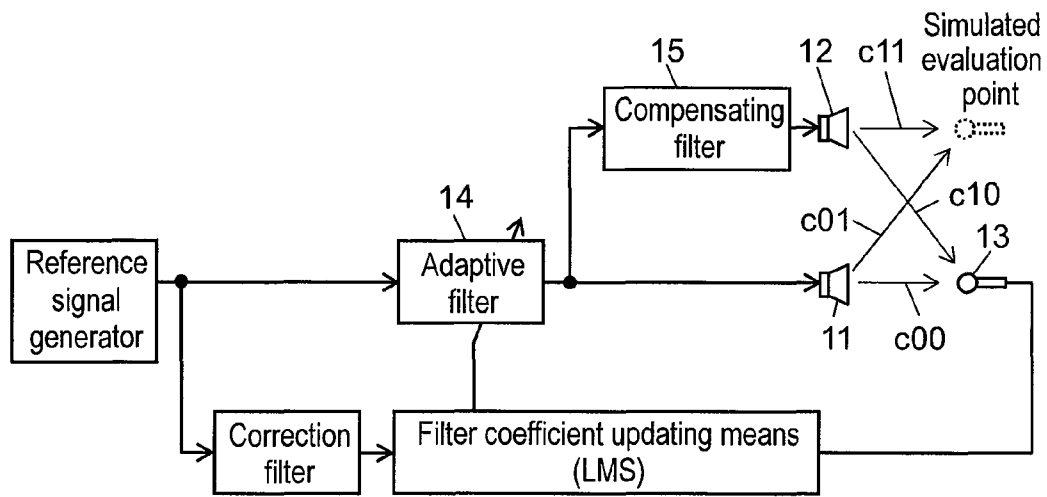 Simulated
evaluation
point
15
12
c11
Compensating
filter
14
c01
c10
13
Reference
signal
generator
Adaptive
filter
11
c00
Correction
filter
Filter coefficient updating means
(LMS)